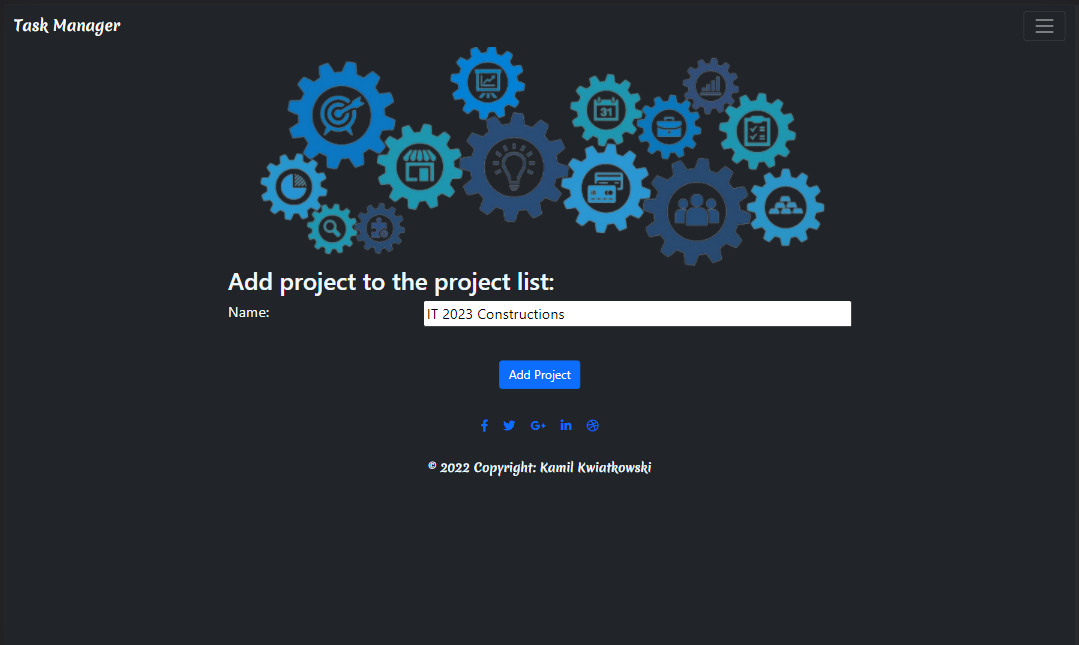 Task Manager
31
Add project to the project list:
Name:
IT 2023 Constructions
Add Project
© 2022 Copyright: Kamil Kwiatkowski